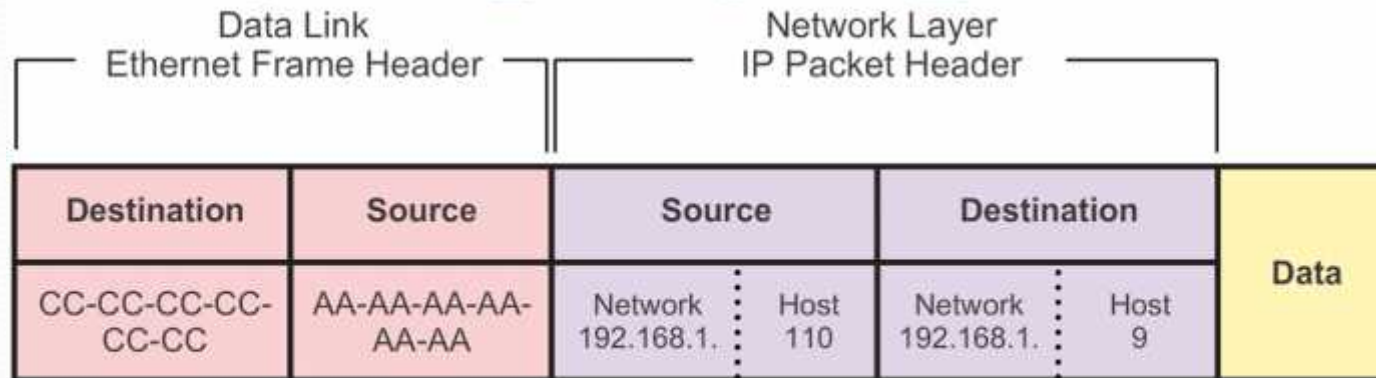 Data Link
Ethernet Frame Header
Network Layer
IP Packet Header
Destination
Source
Source
Destination
Data
CC-CC-CC-CC-
CC-CC
AA-AA-AA-AA-
AA-AA
Network
192.168.1.
Host
110
Network
192.168.1.
Host
9